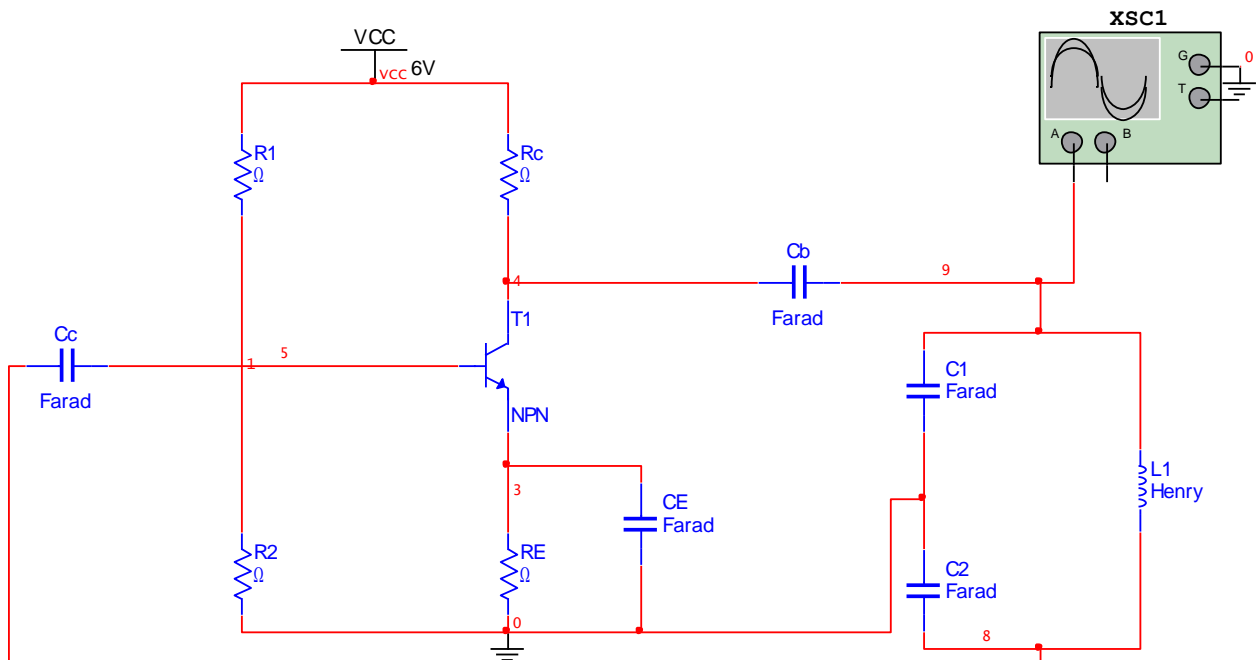 XSC1
VCC
VCC 6V
G
0
T
A
B
R1
Ω
Rc
Ω
4
Cb
Farad
9
T1
NPN
Cc
Farad
1
5
C1
Farad
L1
Henry
3
CE
Farad
R2
Ω
RE
Ω
C2
Farad
0
8